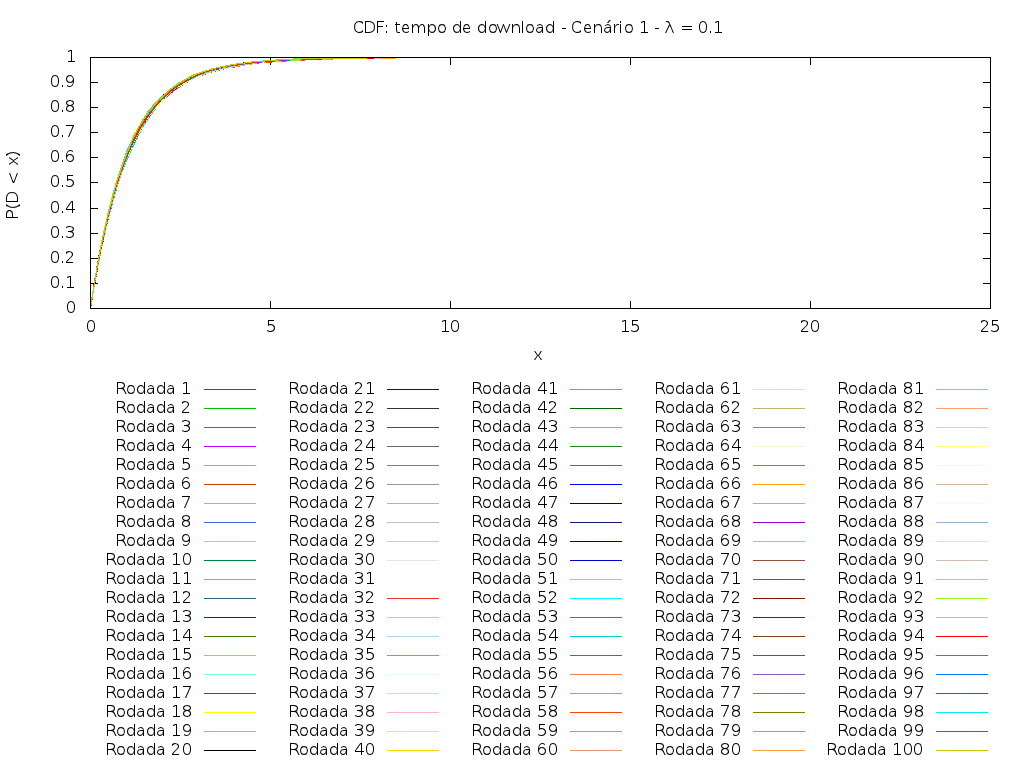 CDF: tempo de download - Cenário 1 - λ = 0.1
1
0.9
0.8
0.7
0.6
0.5
0.4
0.3
0.2
0.1
0
P(D < x)
0 5 10 15 20 25
x
Rodada 1 Rodada 21 Rodada 41 Rodada 61 Rodada 81
Rodada 2 Rodada 22 Rodada 42 Rodada 62 Rodada 82
Rodada 3 Rodada 23 Rodada 43 Rodada 63 Rodada 83
Rodada 4 Rodada 24 Rodada 44 Rodada 64 Rodada 84
Rodada 5 Rodada 25 Rodada 45 Rodada 65 Rodada 85
Rodada 6 Rodada 26 Rodada 46 Rodada 66 Rodada 86
Rodada 7 Rodada 27 Rodada 47 Rodada 67 Rodada 87
Rodada 8 Rodada 28 Rodada 48 Rodada 68 Rodada 88
Rodada 9 Rodada 29 Rodada 49 Rodada 69 Rodada 89
Rodada 10 Rodada 30 Rodada 50 Rodada 70 Rodada 90
Rodada 11 Rodada 31 Rodada 51 Rodada 71 Rodada 91
Rodada 12 Rodada 32 Rodada 52 Rodada 72 Rodada 92
Rodada 13 Rodada 33 Rodada 53 Rodada 73 Rodada 93
Rodada 14 Rodada 34 Rodada 54 Rodada 74 Rodada 94
Rodada 15 Rodada 35 Rodada 55 Rodada 75 Rodada 95
Rodada 16 Rodada 36 Rodada 56 Rodada 76 Rodada 96
Rodada 17 Rodada 37 Rodada 57 Rodada 77 Rodada 97
Rodada 18 Rodada 38 Rodada 58 Rodada 78 Rodada 98
Rodada 19 Rodada 39 Rodada 59 Rodada 79 Rodada 99
Rodada 20 Rodada 40 Rodada 60 Rodada 80 Rodada 100